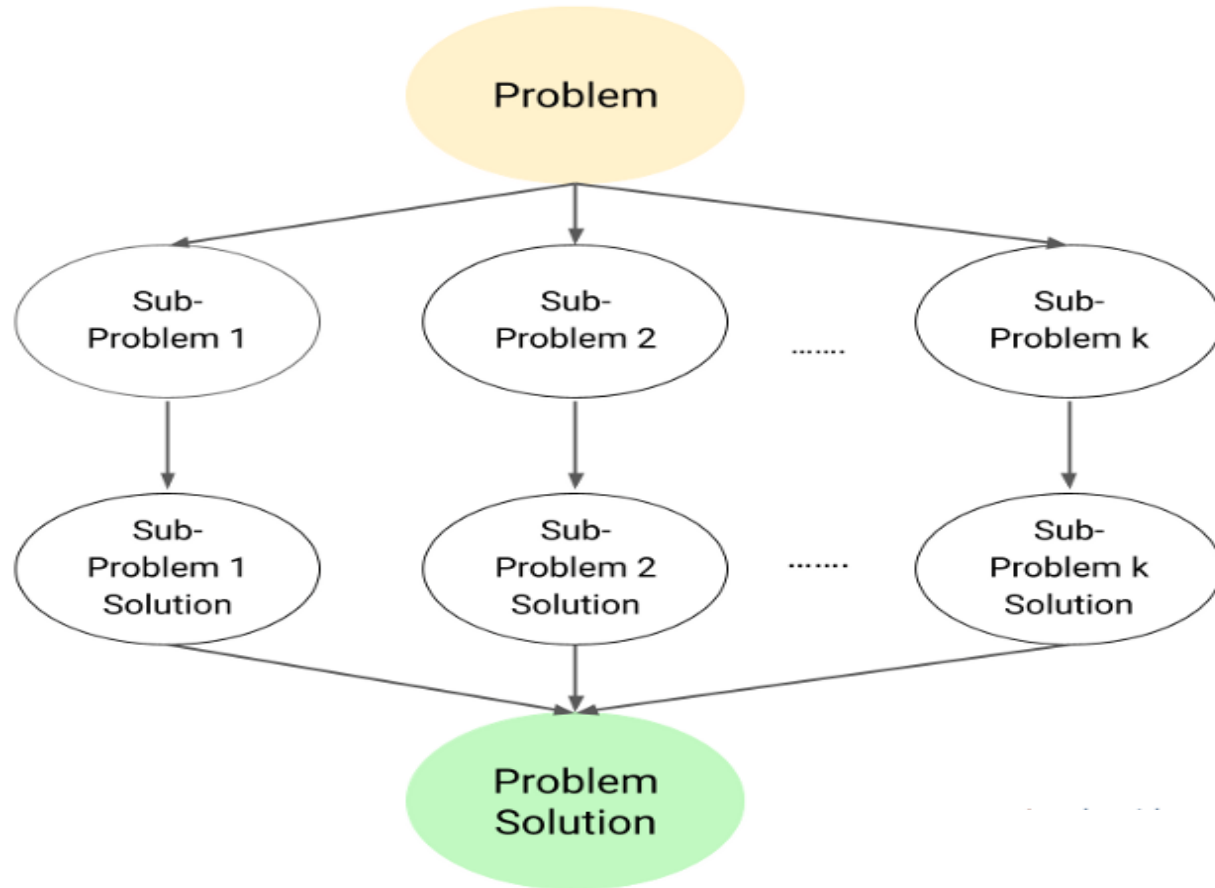 Problem
Sub-
Problem 1
Sub-
Problem 2
.......
Sub-
Problem k
Sub-
Problem 1
Solution
Sub-
Problem 2
Solution
.......
Sub-
Problem k
Solution
Problem
Solution